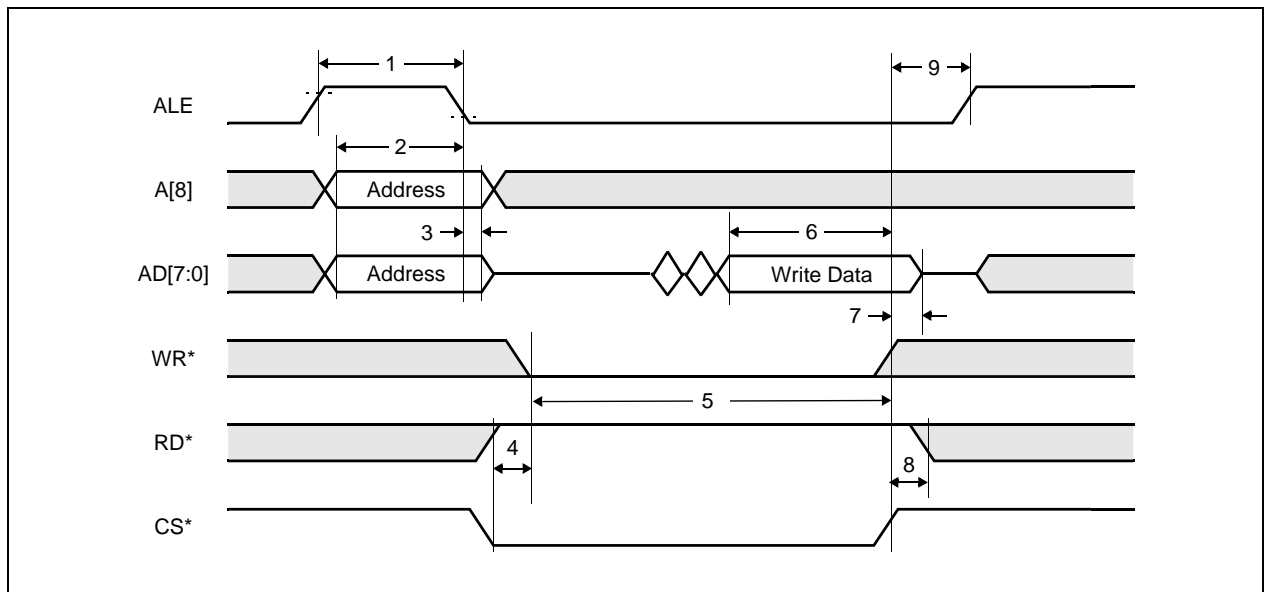 1
9
ALE
2
A[8]
Address
3
6
AD[7:0]
Address
Write Data
7
WR*
5
RD*
4
8
CS*